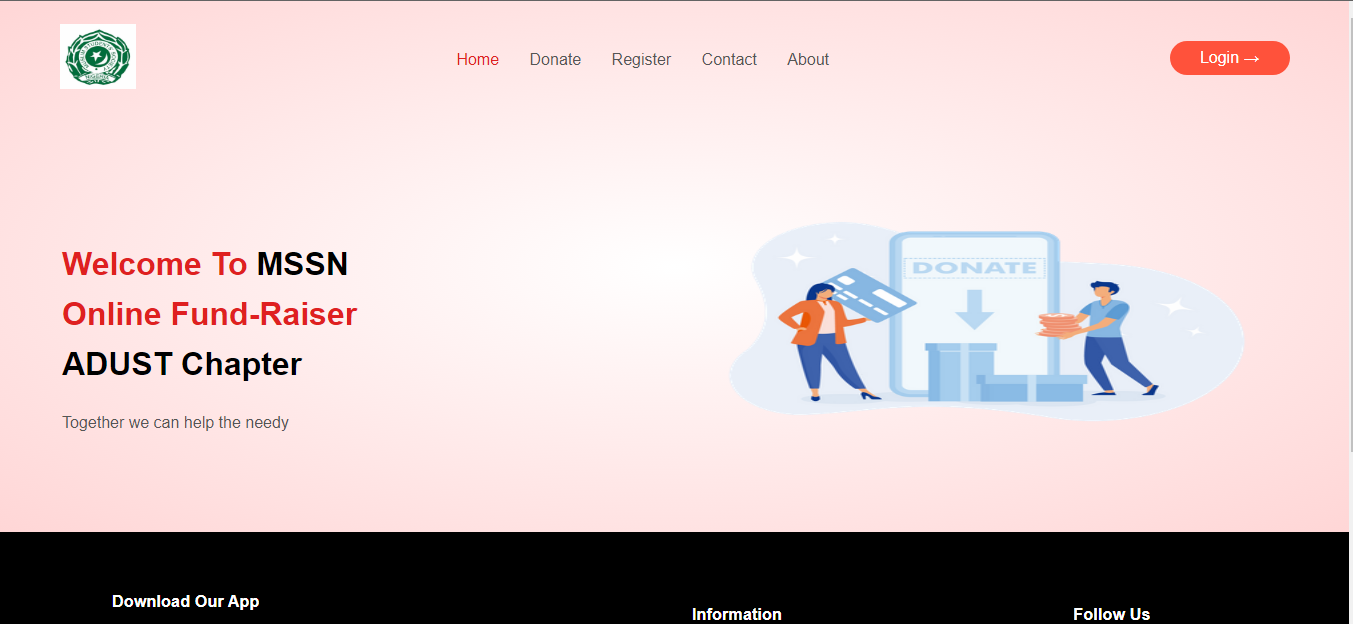 Home Donate Register Contact About
Login →
Welcome To MSSN
Online Fund-Raiser
ADUST Chapter
Together we can help the needy
DONATE
Download Our App
Information
Follow Us